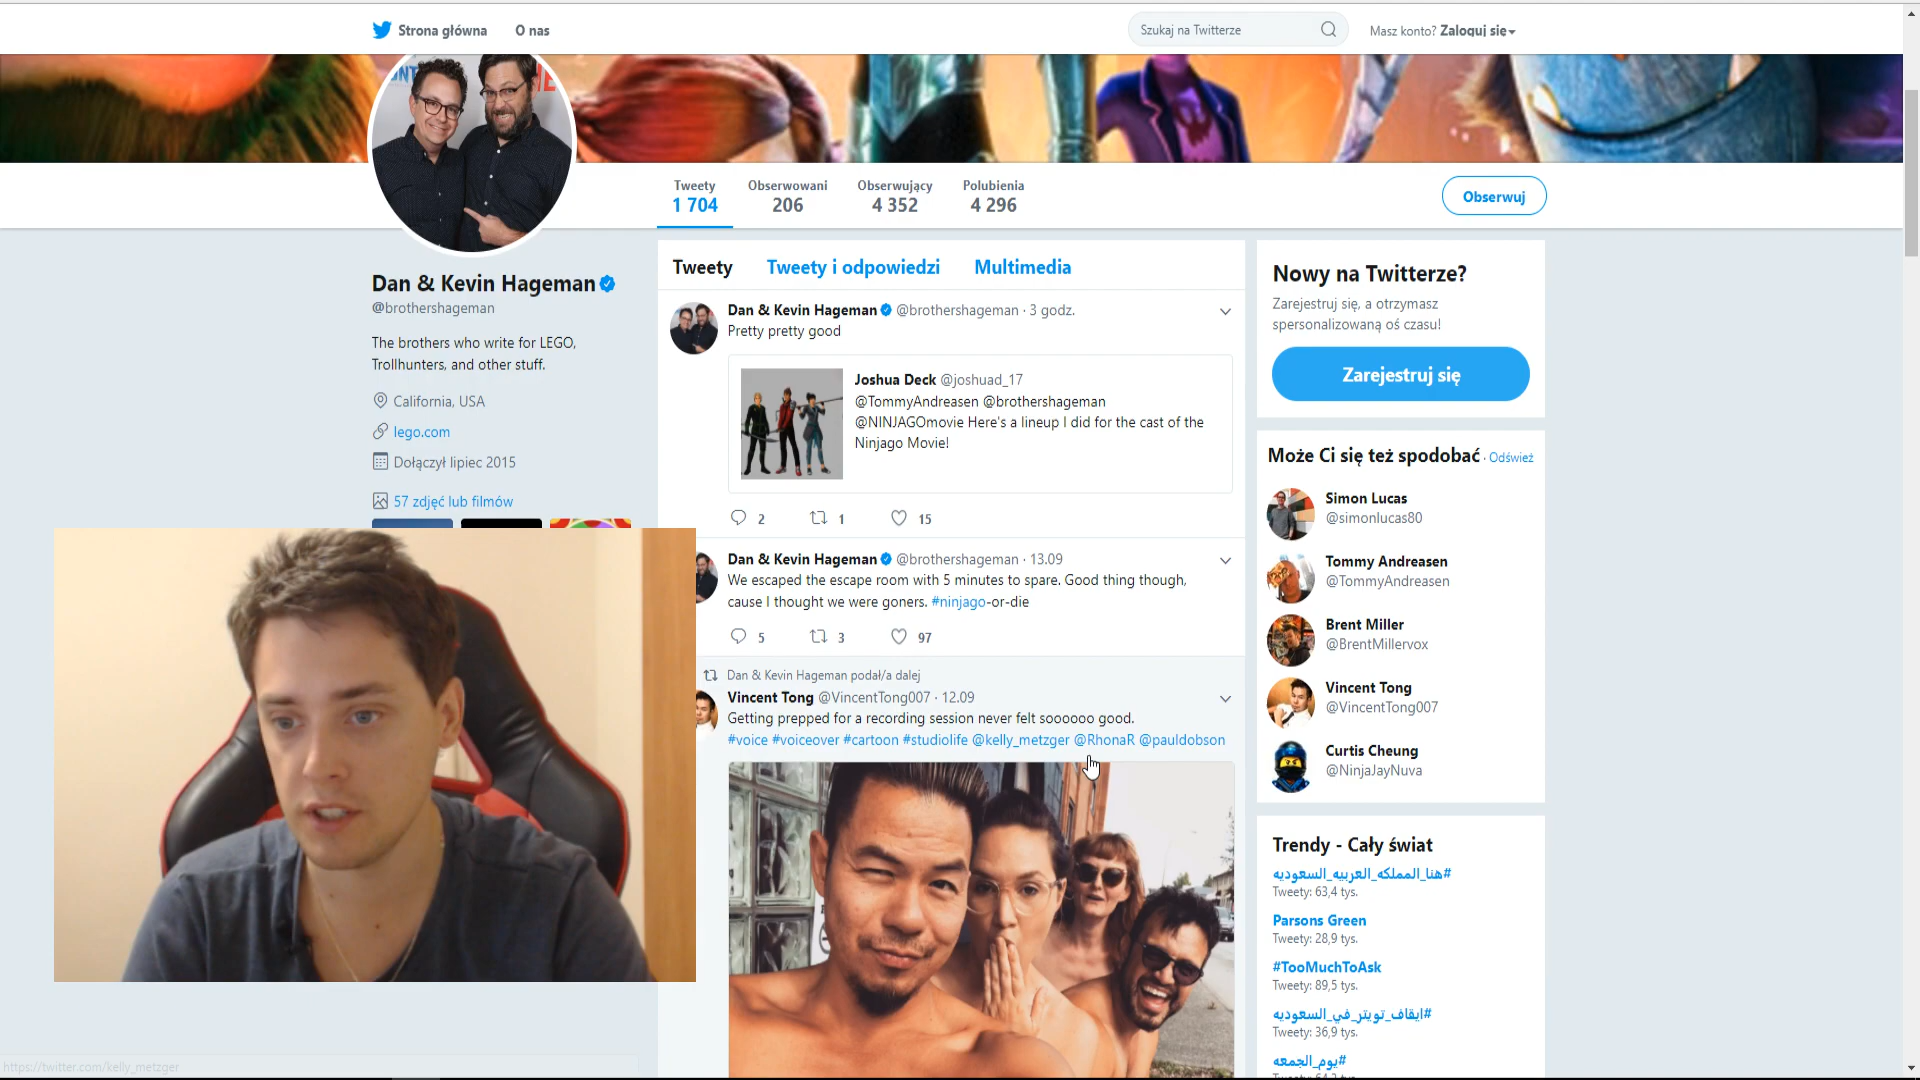 Strona główna
O nas
Szukaj na Twitterze
Masz konto? Zaloguj się
Tweety
1 704
Obserwowani
206
Obserwujący
4 352
Polubienia
4 296
Obserwuj
Dan & Kevin Hageman
@brothershageman
The brothers who write for LEGO,
Trollhunters, and other stuff.
California, USA
lego.com
Dołączył lipiec 2015
57 zdjęć lub filmów
Tweety
Tweety i odpowiedzi
Multimedia
Dan & Kevin Hageman @brothershageman · 3 godz.
Pretty pretty good
Joshua Deck @joshuad_17
@TommyAndreasen @brothershageman
@NINJAGOmovie Here's a lineup I did for the cast of the
Ninjago Movie!
2 1 15
Dan & Kevin Hageman @brothershageman · 13.09
We escaped the escape room with 5 minutes to spare. Good thing though,
cause I thought we were goners. #ninjago-or-die
5 3 97
Dan & Kevin Hageman podał/a dalej
Vincent Tong @VincentTong007 · 12.09
Getting prepped for a recording session never felt soooooo good.
#voice #voiceover #cartoon #studiolife @kelly_metzger @RhonaR @pauldobson
Nowy na Twitterze?
Zarejestruj się, a otrzymasz
spersonalizowaną oś czasu!
Zarejestruj się
Może Ci się też spodobać · Odśwież
Simon Lucas
@simonlucas80
Tommy Andreasen
@TommyAndreasen
Brent Miller
@BrentMillervox
Vincent Tong
@VincentTong007
Curtis Cheung
@NinjaJayNuva
Trendy - Cały świat
#هنا_المملكه_العربيه_السعوديه
Tweety: 63,4 tys.
Parsons Green
Tweety: 28,9 tys.
#TooMuchToAsk
Tweety: 89,5 tys.
#ايقاف_تويتر_في_السعوديه
Tweety: 36,9 tys.
#يوم_الجمعه
https://twitter.com/kelly_metzger